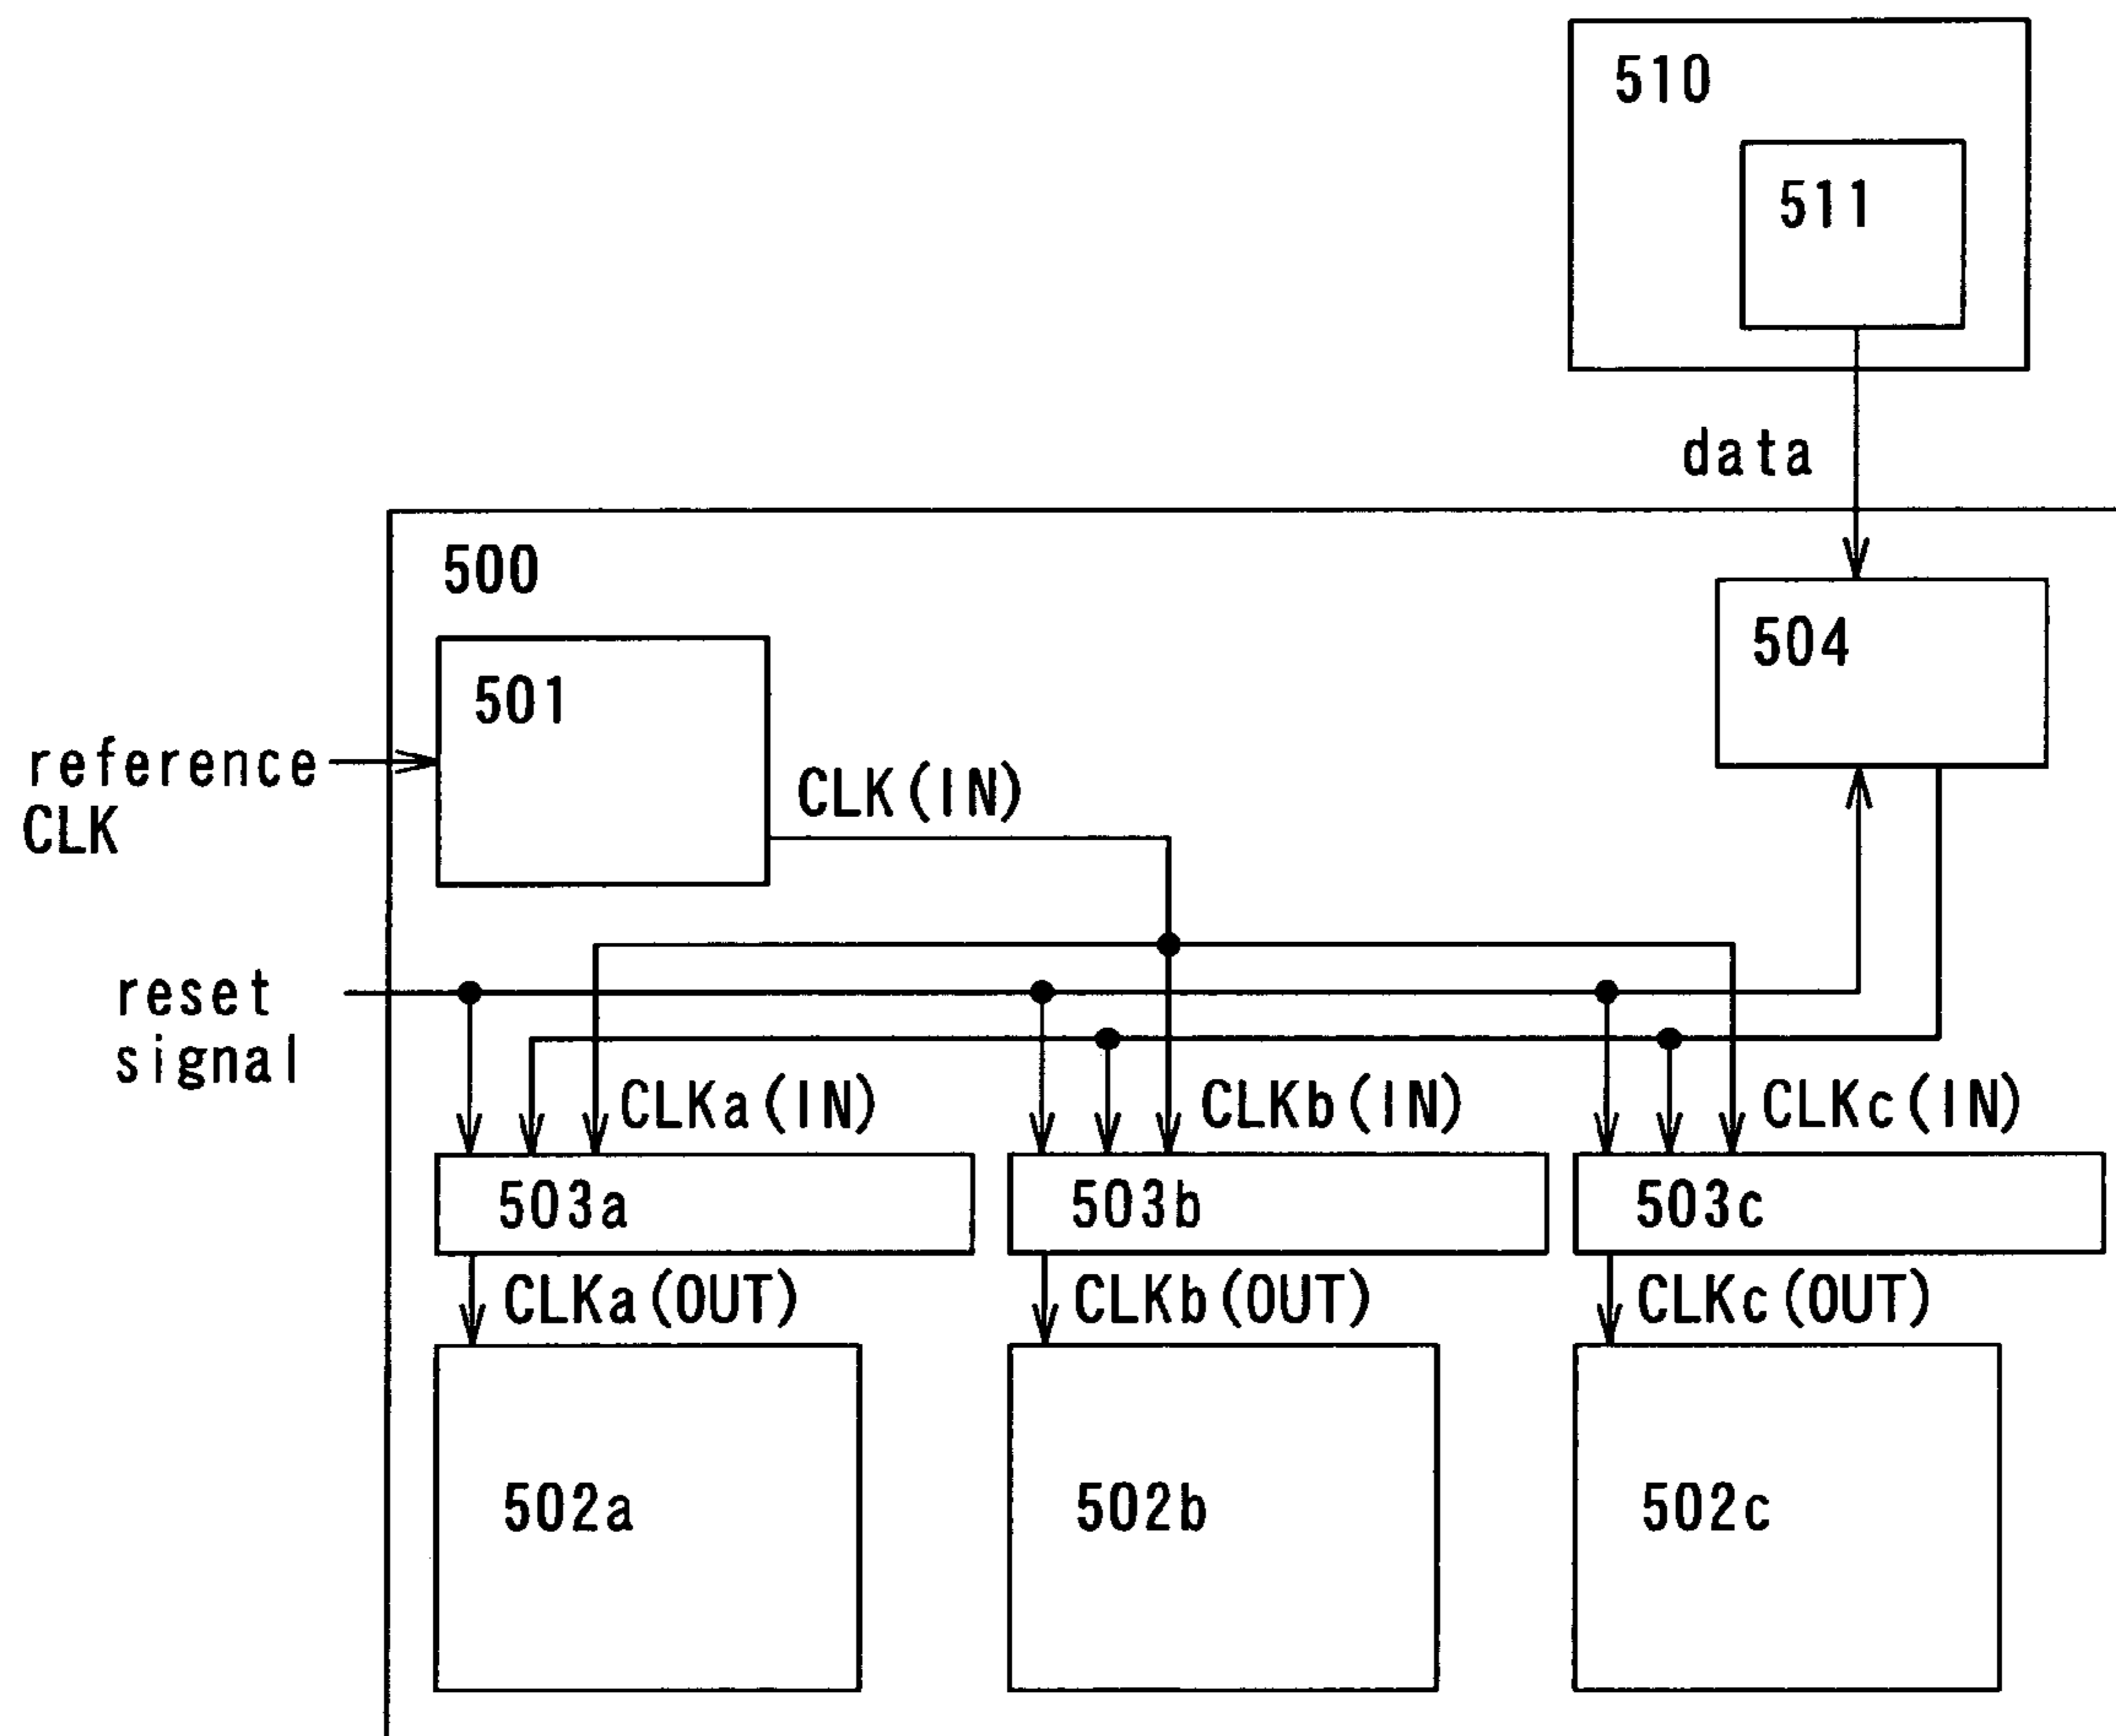 510
511
data
500
504
501
reference
CLK
CLK(IN)
reset
signal
CLKa(IN)
CLKb(IN)
CLKc(IN)
503a
503b
503c
CLKa(OUT)
CLKb(OUT)
CLKc(OUT)
502a
502b
502c